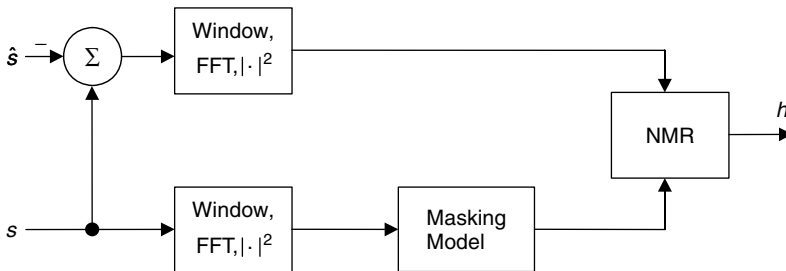 ŝ
−
Σ
Window,
FFT,|·|²
NMR
h
s
Window,
FFT,|·|²
Masking
Model